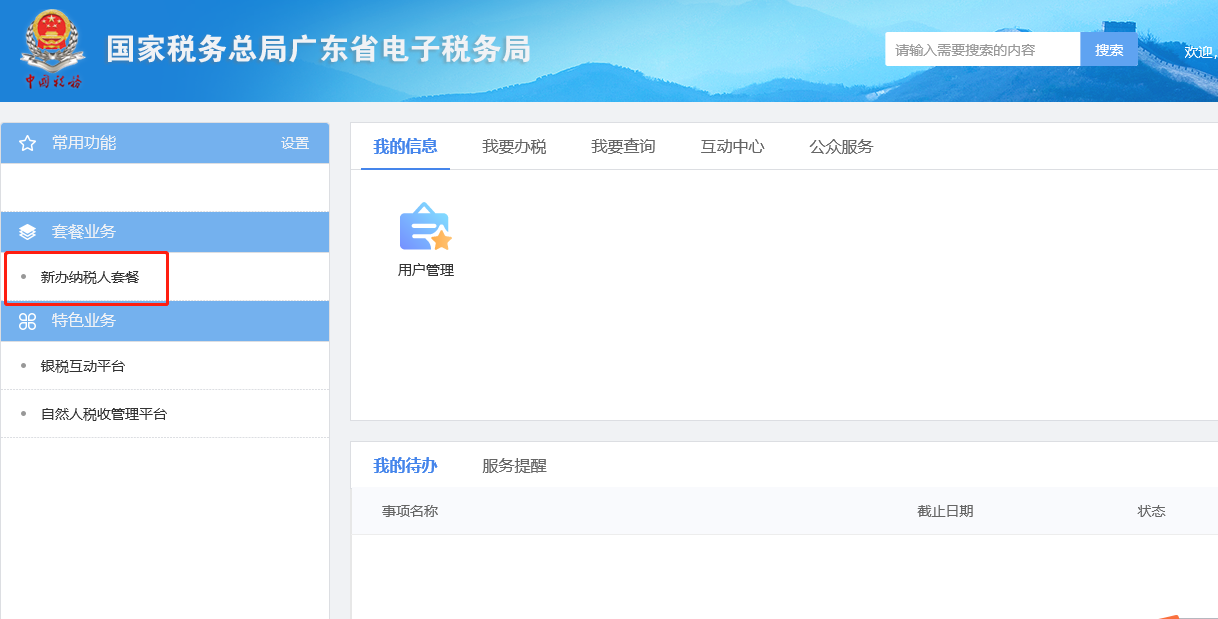 国家税务总局广东省电子税务局
中国税务
请输入需要搜索的内容
搜索
欢迎,
常用功能
设置
套餐业务
新办纳税人套餐
特色业务
银税互动平台
自然人税收管理平台
我的信息
我要办税
我要查询
互动中心
公众服务
用户管理
我的待办
服务提醒
事项名称
截止日期
状态